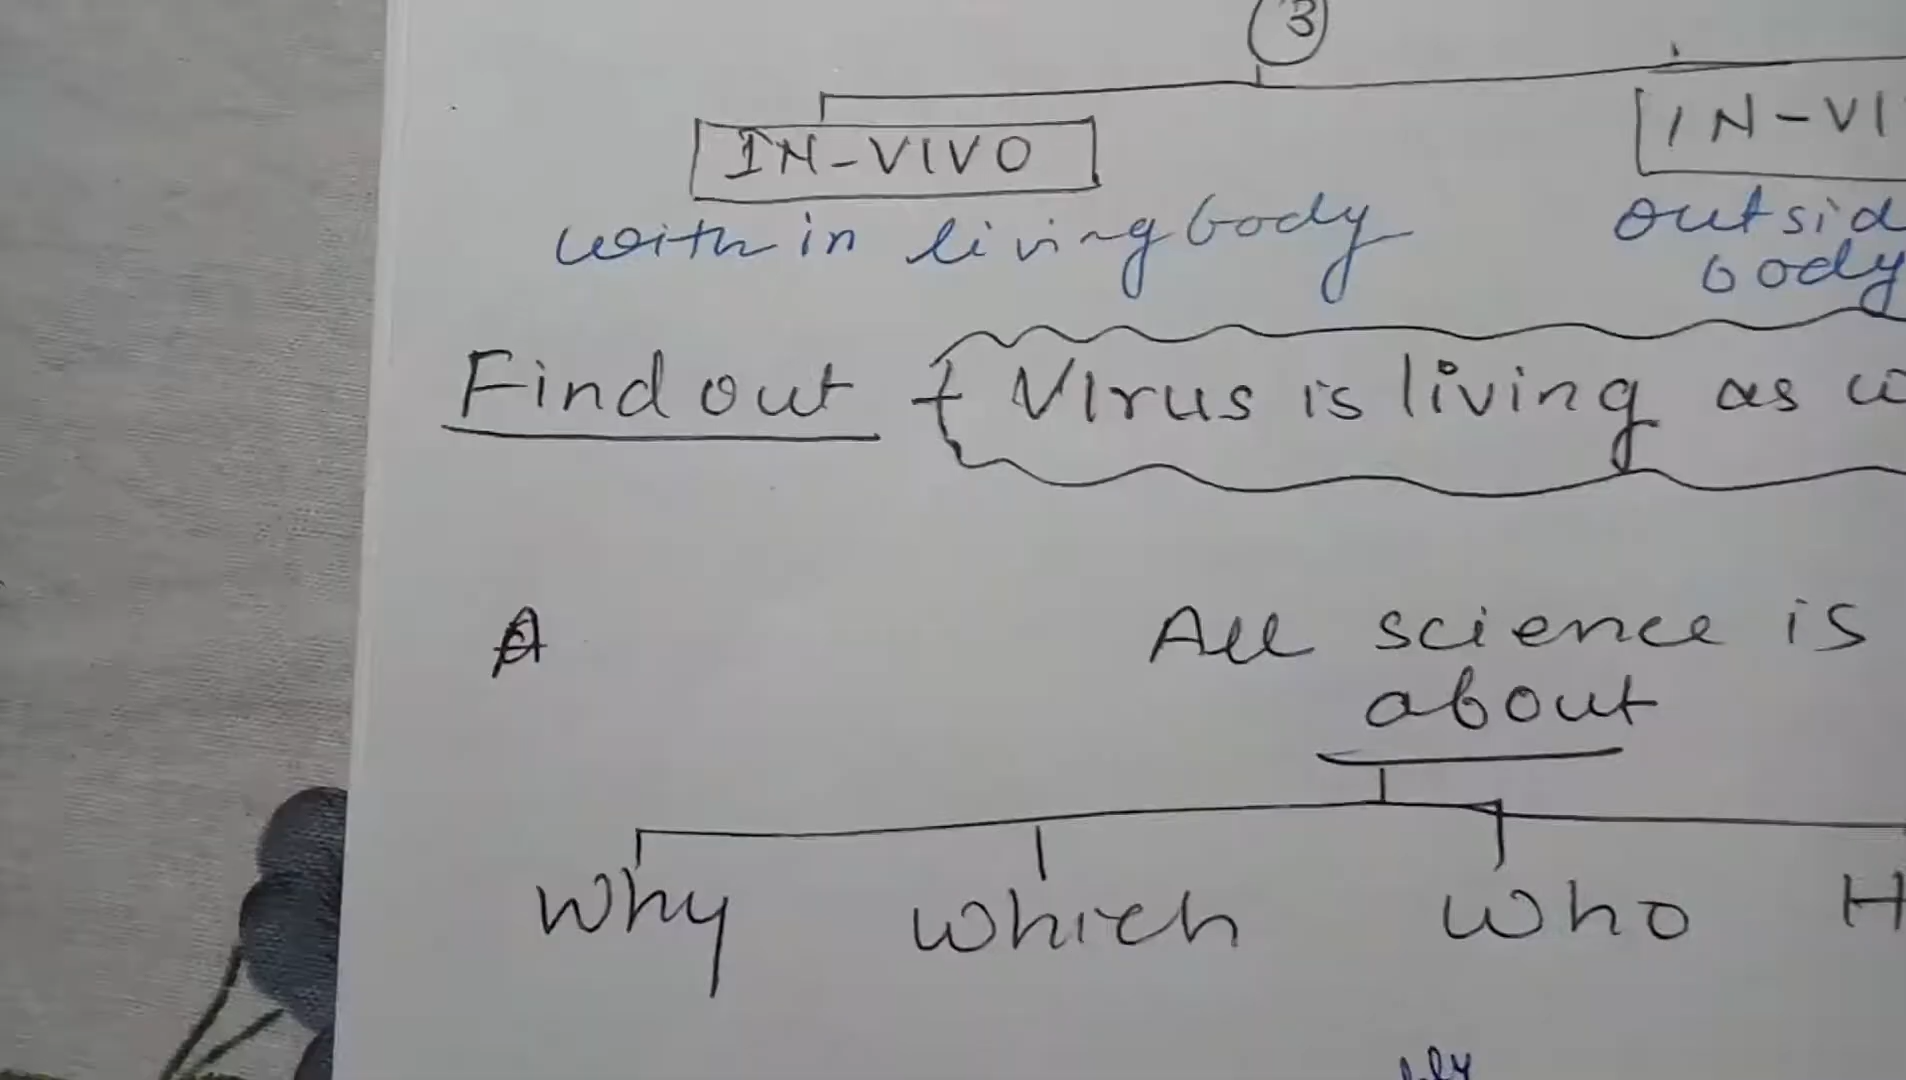 3
IN-VIVO
IN-VI
with in living body
outsid
body
Find out { Virus is living as
All science is
about
Why which who H